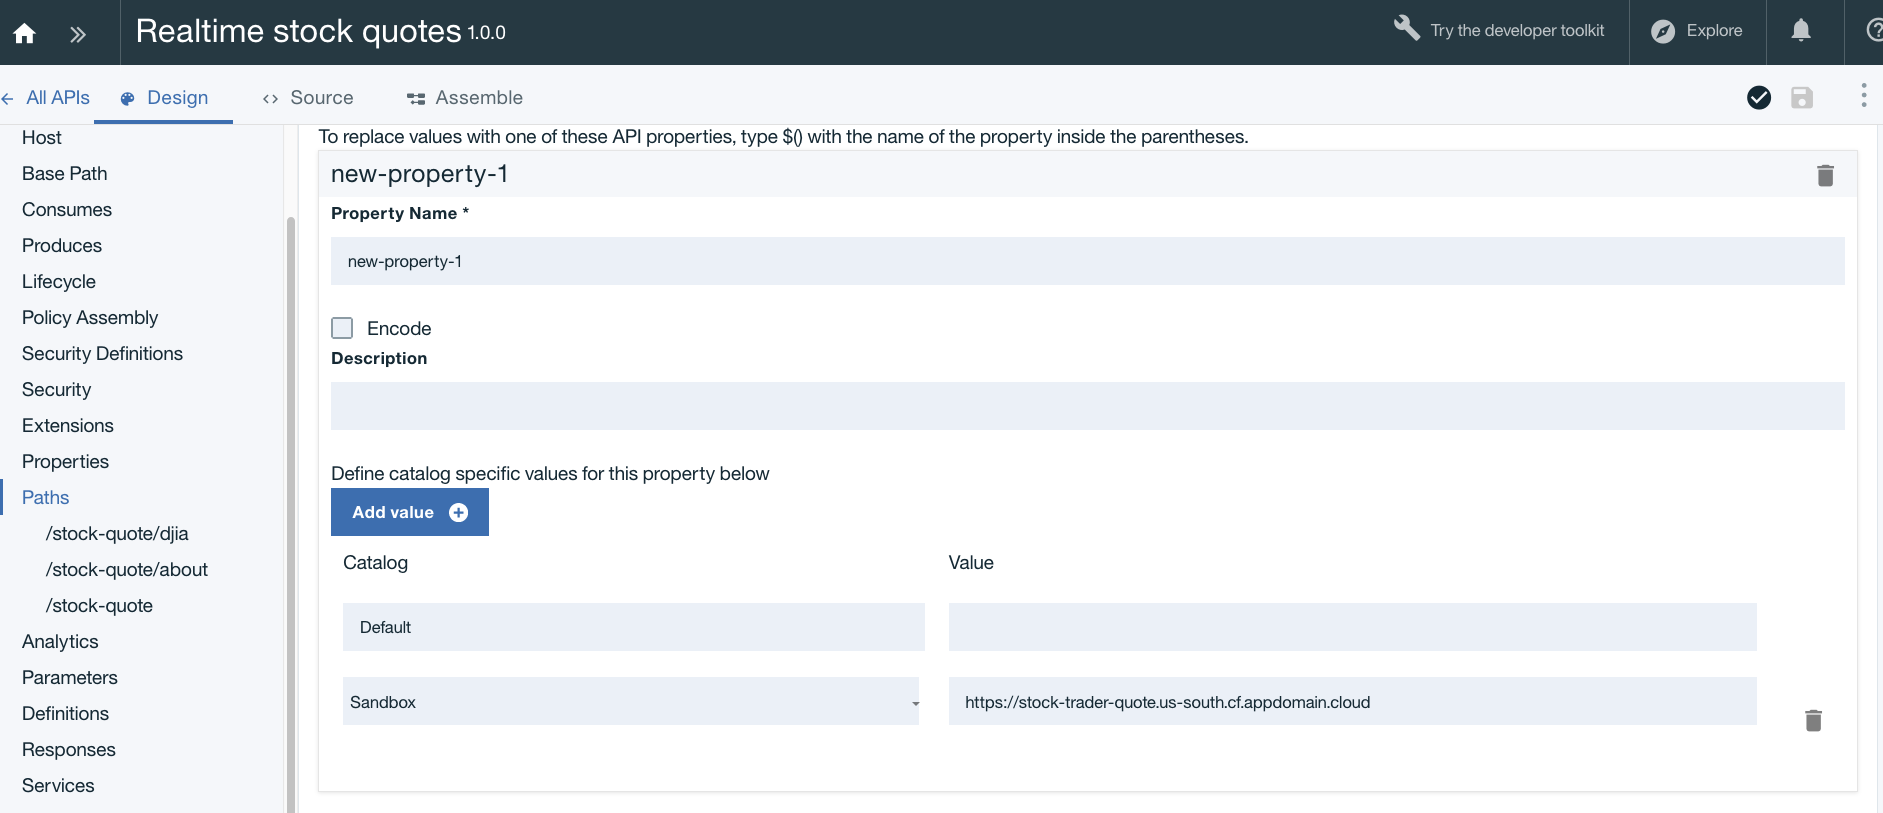 Realtime stock quotes 1.0.0
Try the developer toolkit
Explore
All APIs
Design
Source
Assemble
Host
Base Path
Consumes
Produces
Lifecycle
Policy Assembly
Security Definitions
Security
Extensions
Properties
Paths
/stock-quote/djia
/stock-quote/about
/stock-quote
Analytics
Parameters
Definitions
Responses
Services
To replace values with one of these API properties, type $() with the name of the property inside the parentheses.
new-property-1
Property Name *
new-property-1
Encode
Description
Define catalog specific values for this property below
Add value
Catalog Value
Default
Sandbox https://stock-trader-quote.us-south.cf.appdomain.cloud